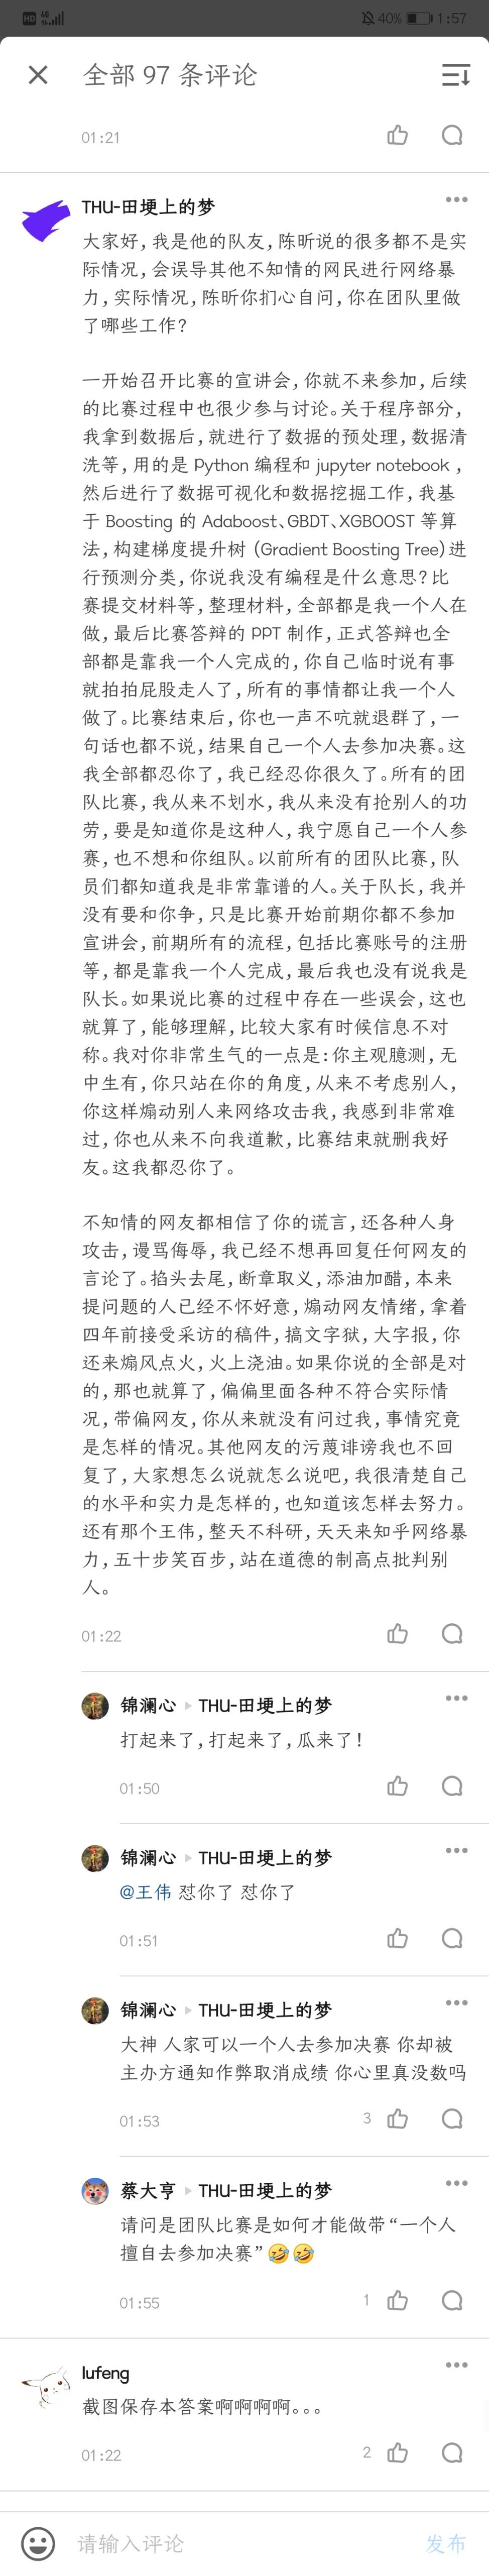 HD 4G 40% 1:57
全部 97 条评论
01:21
THU-田埂上的梦
大家好,我是他的队友,陈昕说的很多都不是实
际情况,会误导其他不知情的网民进行网络暴
力,实际情况,陈昕你扪心自问,你在团队里做
了哪些工作?
一开始召开比赛的宣讲会,你就不来参加,后续
的比赛过程中也很少参与讨论。关于程序部分,
我拿到数据后,就进行了数据的预处理,数据清
洗等,用的是 Python 编程和 jupyter notebook ,
然后进行了数据可视化和数据挖掘工作,我基
于 Boosting 的 Adaboost、GBDT、XGBOOST 等算
法,构建梯度提升树 (Gradient Boosting Tree)进
行预测分类,你说我没有编程是什么意思?比
赛提交材料等,整理材料,全部都是我一个人在
做,最后比赛答辩的 PPT 制作,正式答辩也全
部都是靠我一个人完成的,你自己临时说有事
就拍拍屁股走人了,所有的事情都让我一个人
做了。比赛结束后,你也一声不吭就退群了,一
句话也都不说,结果自己一个人去参加决赛。这
我全部都忍你了,我已经忍你很久了。所有的团
队比赛,我从来不划水,我从来没有抢别人的功
劳,要是知道你是这种人,我宁愿自己一个人参
赛,也不想和你组队。以前所有的团队比赛,队
员们都知道我是非常靠谱的人。关于队长,我并
没有要和你争,只是比赛开始前期你都不参加
宣讲会,前期所有的流程,包括比赛账号的注册
等,都是靠我一个人完成,最后我也没有说我是
队长。如果说比赛的过程中存在一些误会,这也
就算了,能够理解,比较大家有时候信息不对
称。我对你非常生气的一点是:你主观臆测,无
中生有,你只站在你的角度,从来不考虑别人,
你这样煽动别人来网络攻击我,我感到非常难
过,你也从来不向我道歉,比赛结束就删我好
友。这我都忍你了。
不知情的网友都相信了你的谎言,还各种人身
攻击,谩骂侮辱,我已经不想再回复任何网友的
言论了。掐头去尾,断章取义,添油加醋,本来
提问题的人已经不怀好意,煽动网友情绪,拿着
四年前接受采访的稿件,搞文字狱,大字报,你
还来煽风点火,火上浇油。如果你说的全部是对
的,那也就算了,偏偏里面各种不符合实际情
况,带偏网友,你从来就没有问过我,事情究竟
是怎样的情况。其他网友的污蔑诽谤我也不回
复了,大家想怎么说就怎么说吧,我很清楚自己
的水平和实力是怎样的,也知道该怎样去努力。
还有那个王伟,整天不科研,天天来知乎网络暴
力,五十步笑百步,站在道德的制高点批判别
人。
01:22
锦澜心 ▸ THU-田埂上的梦
打起来了,打起来了,瓜来了!
01:50
锦澜心 ▸ THU-田埂上的梦
@王伟 怼你了 怼你了
01:51
锦澜心 ▸ THU-田埂上的梦
大神 人家可以一个人去参加决赛 你却被
主办方通知作弊取消成绩 你心里真没数吗
01:53 3
蔡大亨 ▸ THU-田埂上的梦
请问是团队比赛是如何才能做带“一个人
擅自去参加决赛”🤣🤣
01:55 1
lufeng
截图保存本答案啊啊啊啊。。。
01:22 2
请输入评论 发布